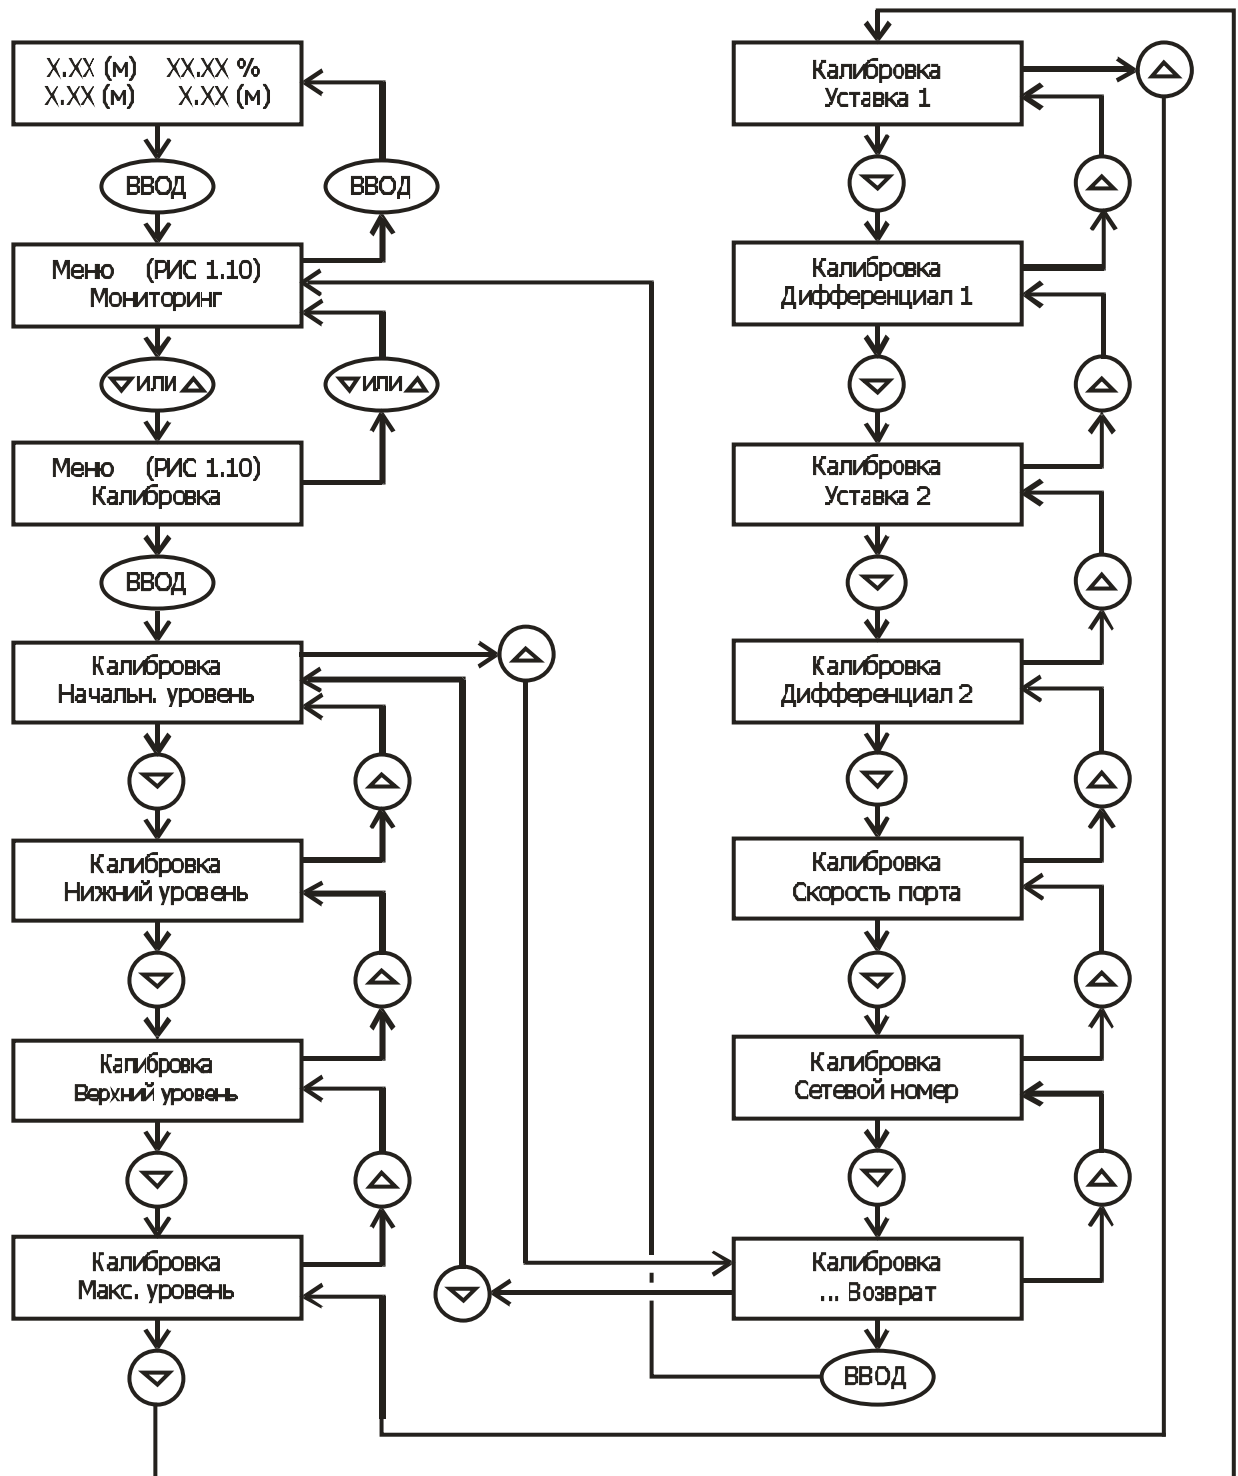 X.XX (м) XX.XX %
X.XX (м) X.XX (м)
ВВОД
ВВОД
Меню (РИС 1.10)
Мониторинг
или
или
Меню (РИС 1.10)
Калибровка
ВВОД
Калибровка
Начальн. уровень
Калибровка
Нижний уровень
Калибровка
Верхний уровень
Калибровка
Макс. уровень
Калибровка
Уставка 1
Калибровка
Дифференциал 1
Калибровка
Уставка 2
Калибровка
Дифференциал 2
Калибровка
Скорость порта
Калибровка
Сетевой номер
Калибровка
... Возврат
ВВОД